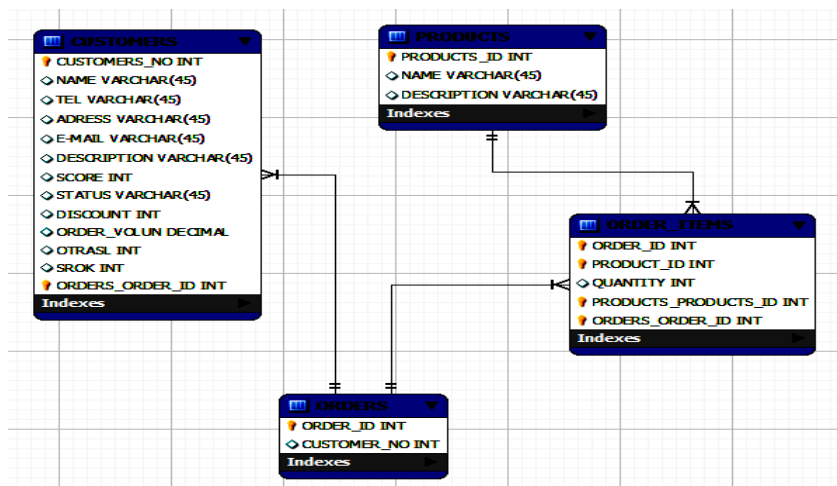 CUSTOMERS
CUSTOMERS_NO INT
NAME VARCHAR(45)
TEL VARCHAR(45)
ADRESS VARCHAR(45)
E-MAIL VARCHAR(45)
DESCRIPTION VARCHAR(45)
SCORE INT
STATUS VARCHAR(45)
DISCOUNT INT
ORDER_VOLUN DECIMAL
OTRASL INT
SROK INT
ORDERS_ORDER_ID INT
Indexes
PRODUCTS
PRODUCTS_ID INT
NAME VARCHAR(45)
DESCRIPTION VARCHAR(45)
Indexes
ORDER_ITEMS
ORDER_ID INT
PRODUCT_ID INT
QUANTITY INT
PRODUCTS_PRODUCTS_ID INT
ORDERS_ORDER_ID INT
Indexes
ORDERS
ORDER_ID INT
CUSTOMER_NO INT
Indexes